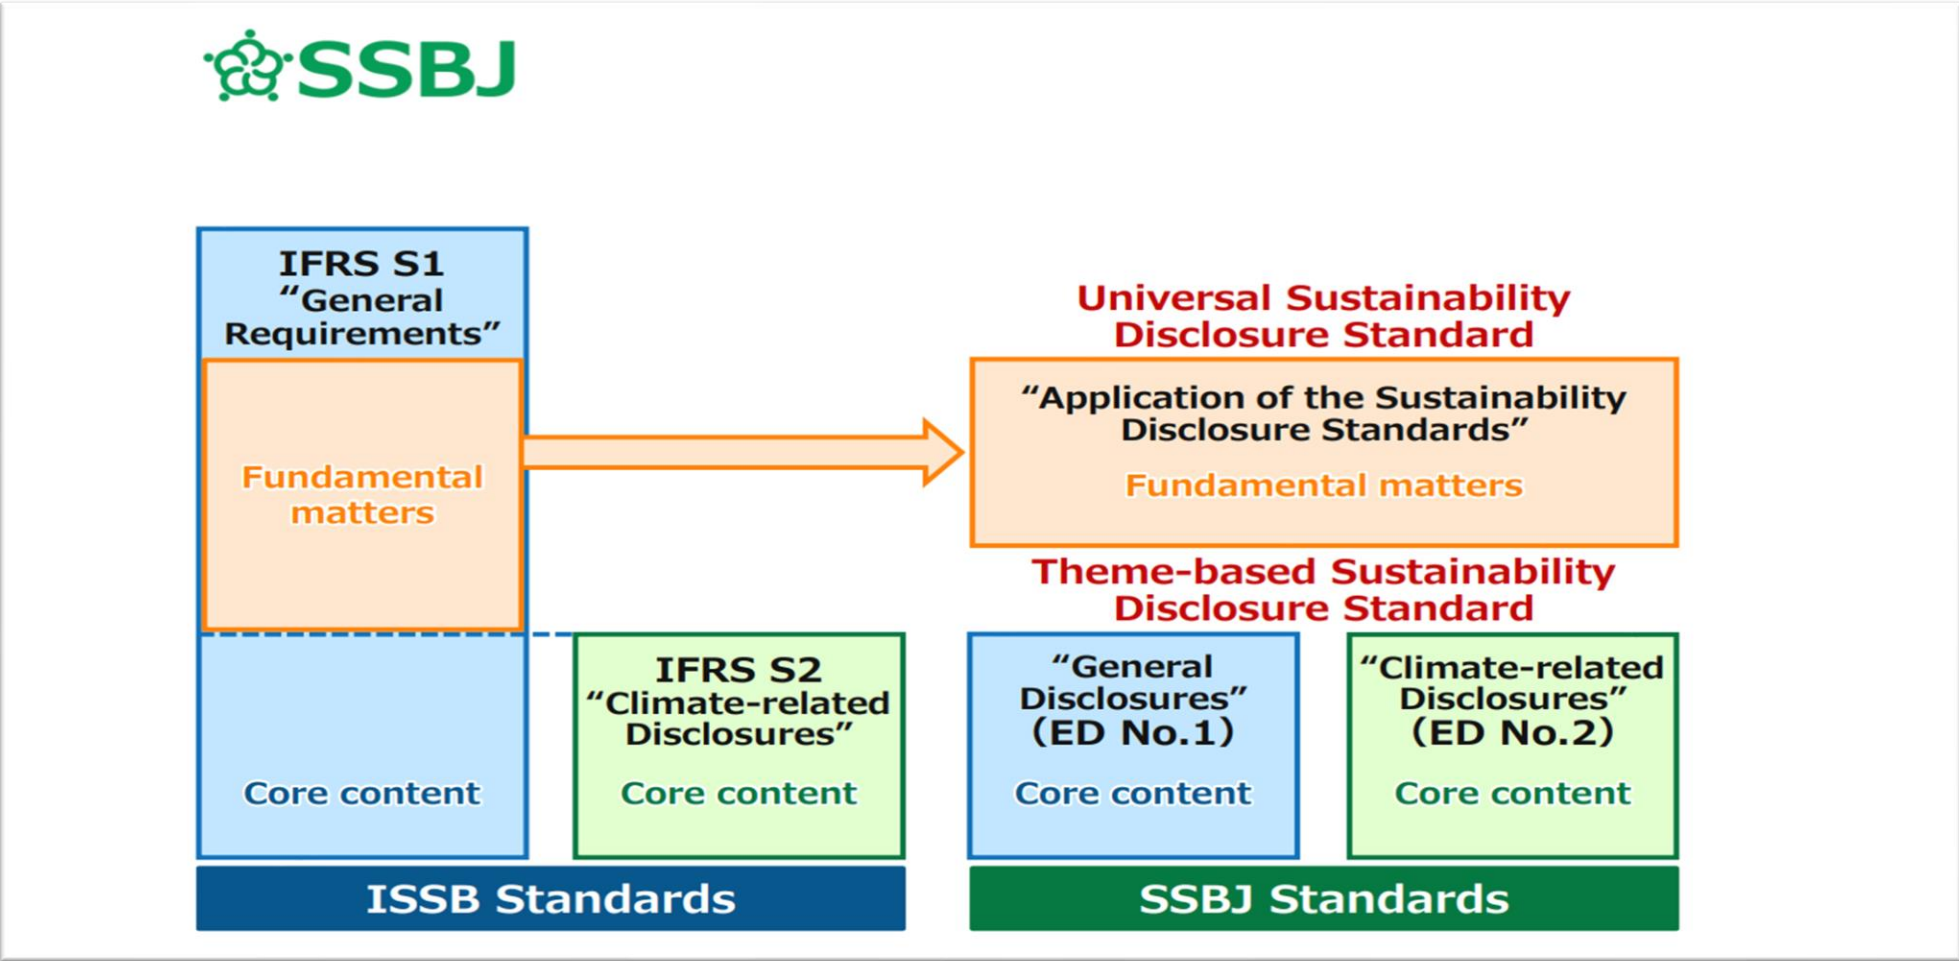 SSBJ
IFRS S1
“General
Requirements”
Fundamental
matters
Core content
IFRS S2
“Climate-related
Disclosures”
Core content
ISSB Standards
Universal Sustainability
Disclosure Standard
“Application of the Sustainability
Disclosure Standards”
Fundamental matters
Theme-based Sustainability
Disclosure Standard
“General
Disclosures”
(ED No.1)
Core content
“Climate-related
Disclosures”
(ED No.2)
Core content
SSBJ Standards